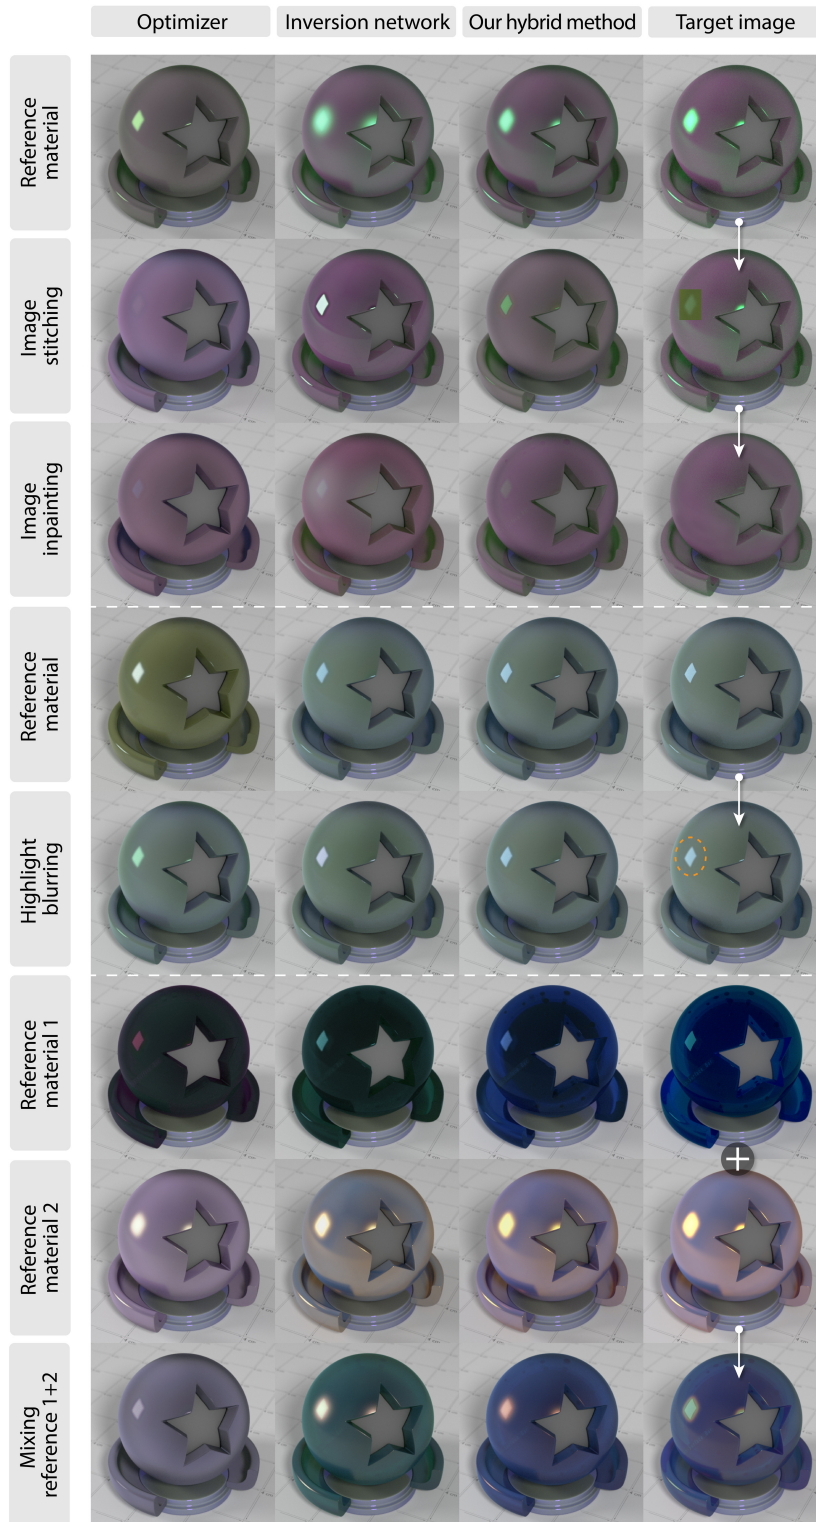 Optimizer
Inversion network
Our hybrid method
Target image
Reference
material
Image
stitching
Image
inpainting
Reference
material
Highlight
blurring
Reference
material 1
Reference
material 2
Mixing
reference 1+2